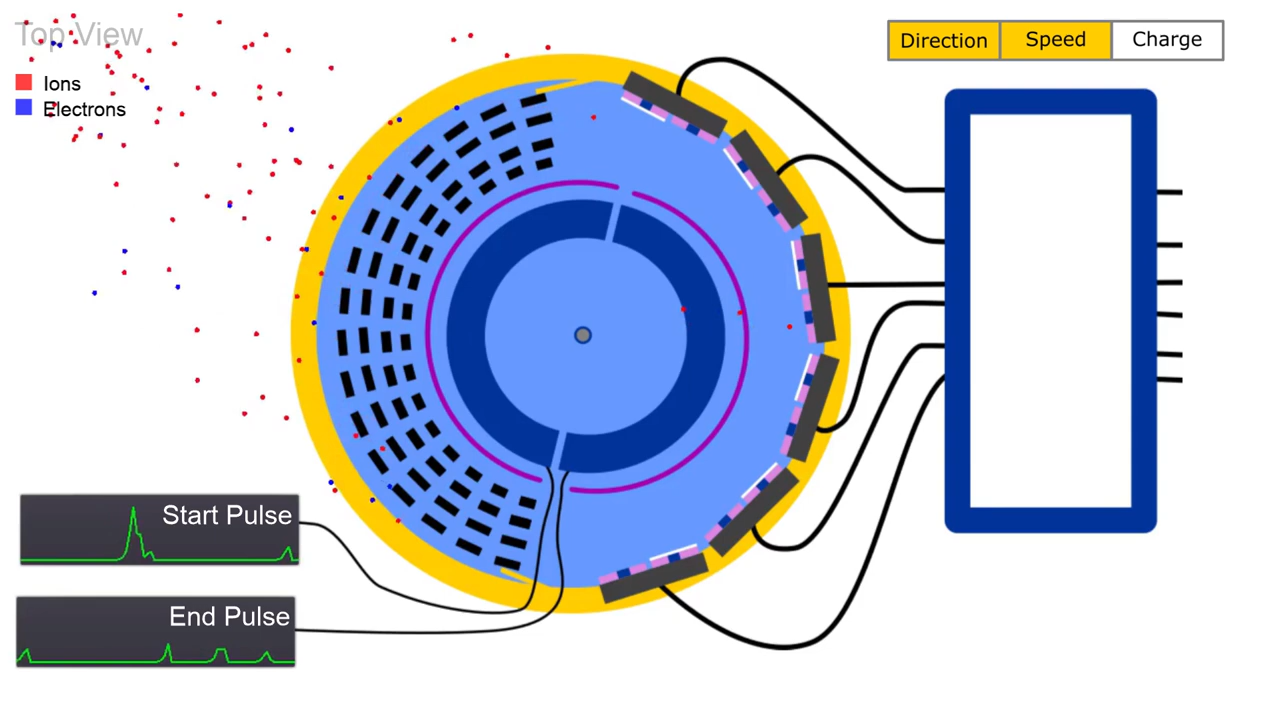 Top View
Ions
Electrons
Direction
Speed
Charge
Start Pulse
End Pulse